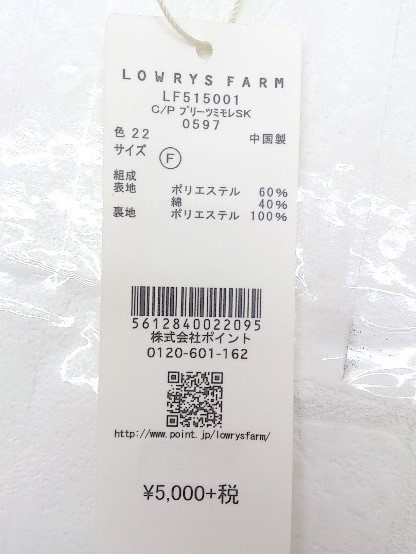 LOWRYS FARM
LF515001
C/P プリーツミモレSK
0597
色 22 中国製
サイズ F
組成
表地 ポリエステル 60%
綿 40%
裏地 ポリエステル 100%
5612840022095
株式会社ポイント
0120-601-162
http://www.point.jp/lowrysfarm/
¥5,000+税